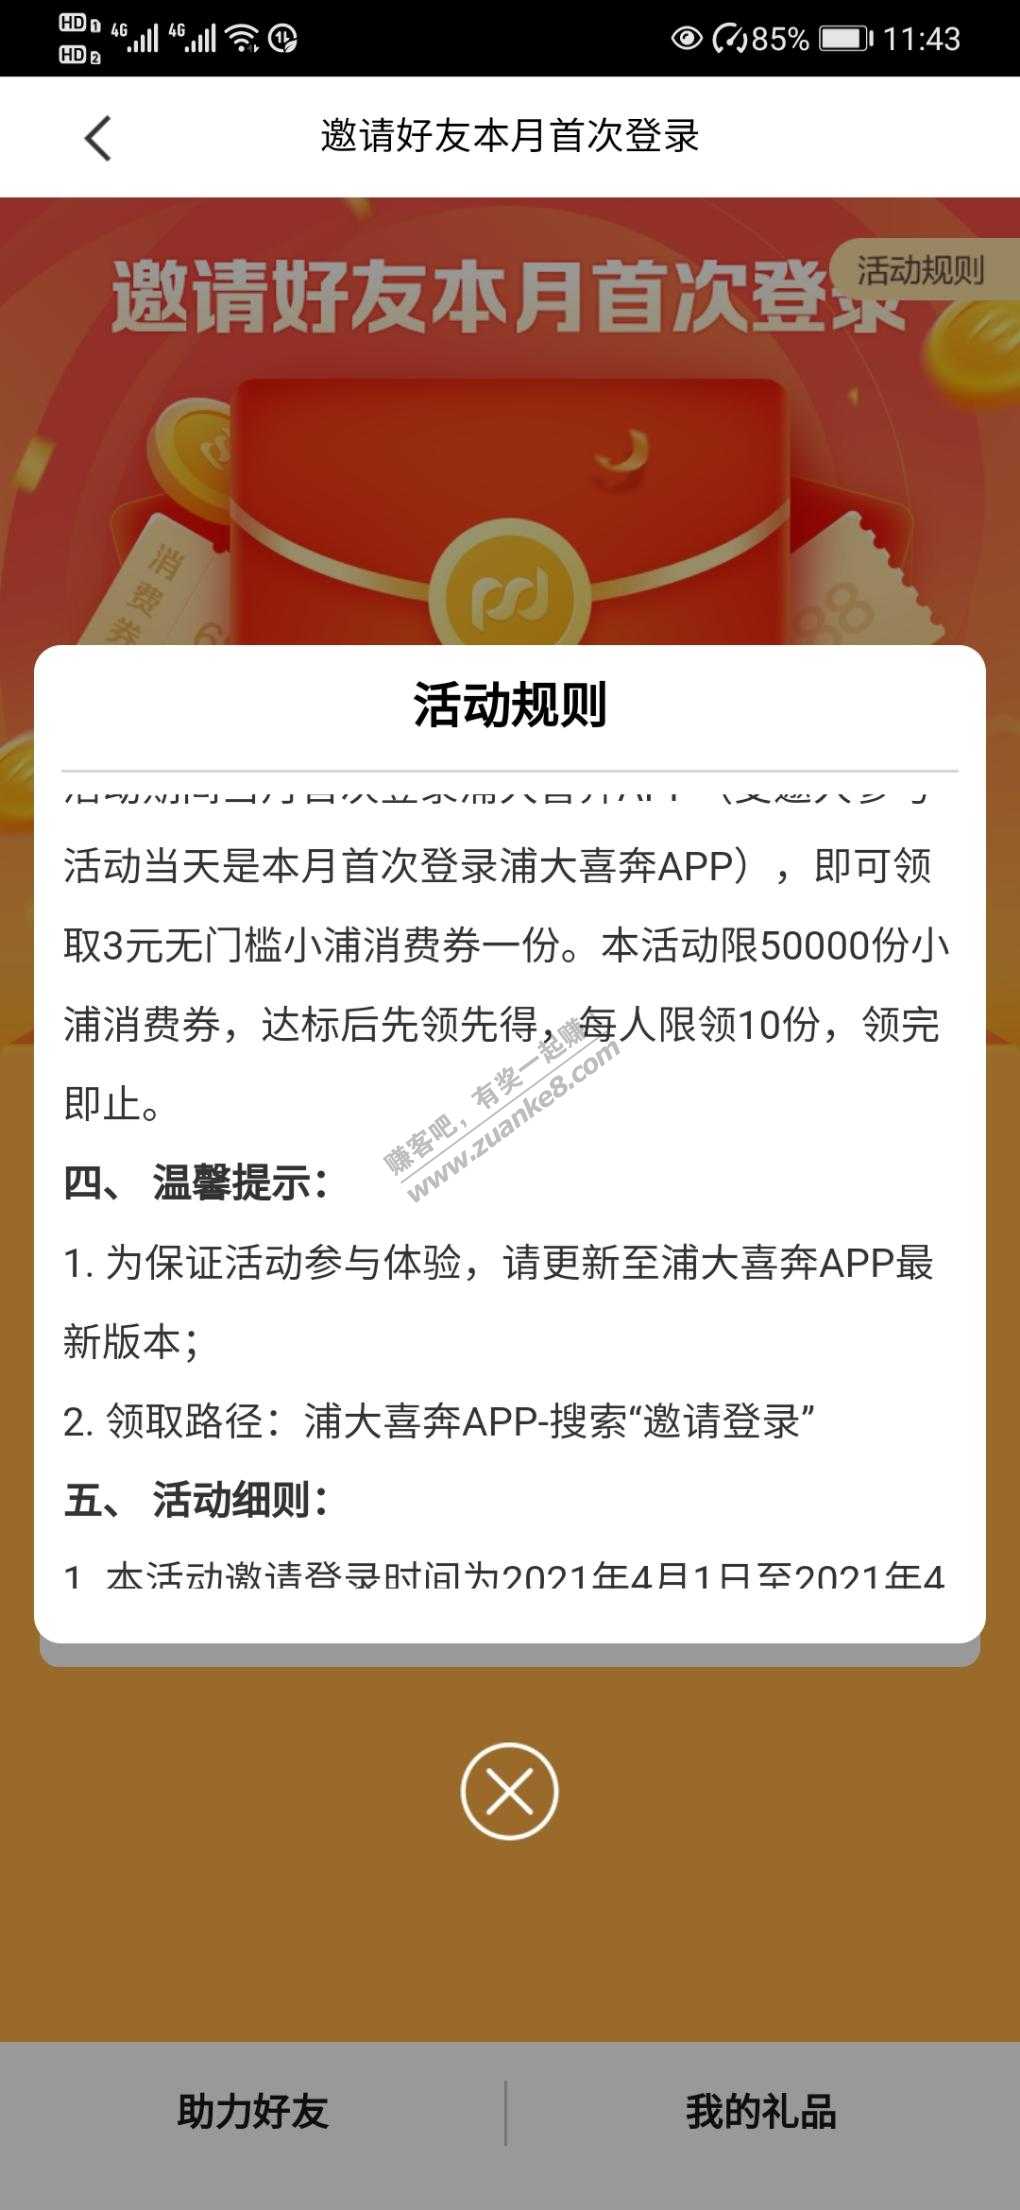 HD 1 4G 4G 85% 11:43
HD 2
邀请好友本月首次登录
邀请好友本月首次登录
活动规则
消费券
88
活动规则
活动当天是本月首次登录浦大喜奔APP），即可领
取3元无门槛小浦消费券一份。本活动限50000份小
浦消费券，达标后先领先得，每人限领10份，领完
即止。
四、 温馨提示：
1. 为保证活动参与体验，请更新至浦大喜奔APP最
新版本；
2. 领取路径：浦大喜奔APP-搜索“邀请登录”
五、 活动细则：
1. 本活动邀请登录时间为2021年4月1日至2021年4
赚客吧，有奖一起赚
www.zuanke8.com
助力好友
我的礼品